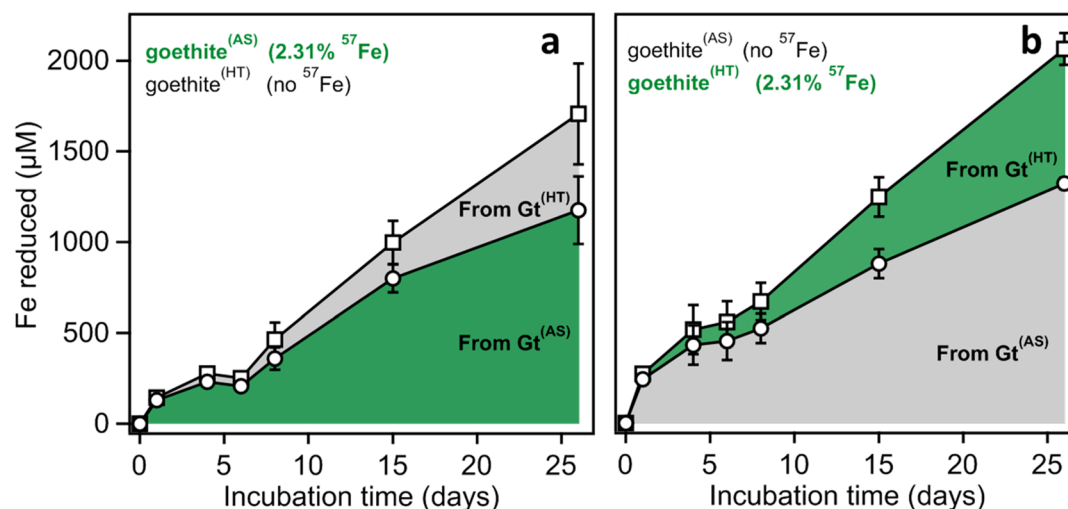 a
goethite(AS) (2.31% 57Fe)
goethite(HT) (no 57Fe)
From Gt(HT)
From Gt(AS)
Fe reduced (μM)
2000
1500
1000
500
0
0 5 10 15 20 25
Incubation time (days)
b
goethite(AS) (no 57Fe)
goethite(HT) (2.31% 57Fe)
From Gt(HT)
From Gt(AS)
0 5 10 15 20 25
Incubation time (days)